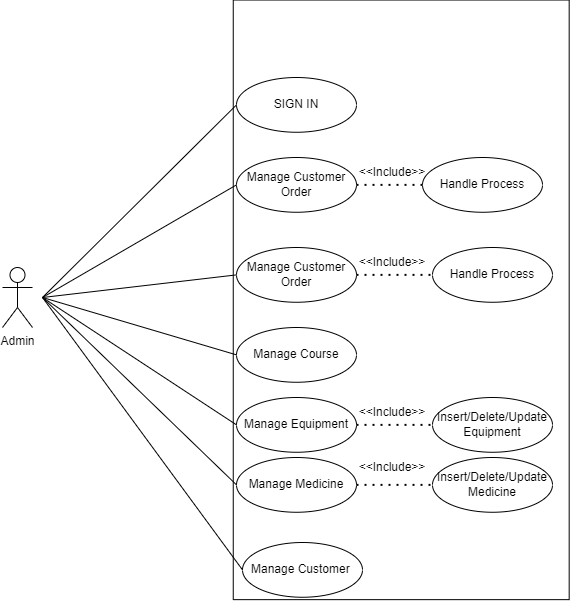 SIGN IN
Manage Customer
Order
<<Include>>
Handle Process
Manage Customer
Order
<<Include>>
Handle Process
Admin
Manage Course
Manage Equipment
<<Include>>
Insert/Delete/Update
Equipment
Manage Medicine
<<Include>>
Insert/Delete/Update
Medicine
Manage Customer